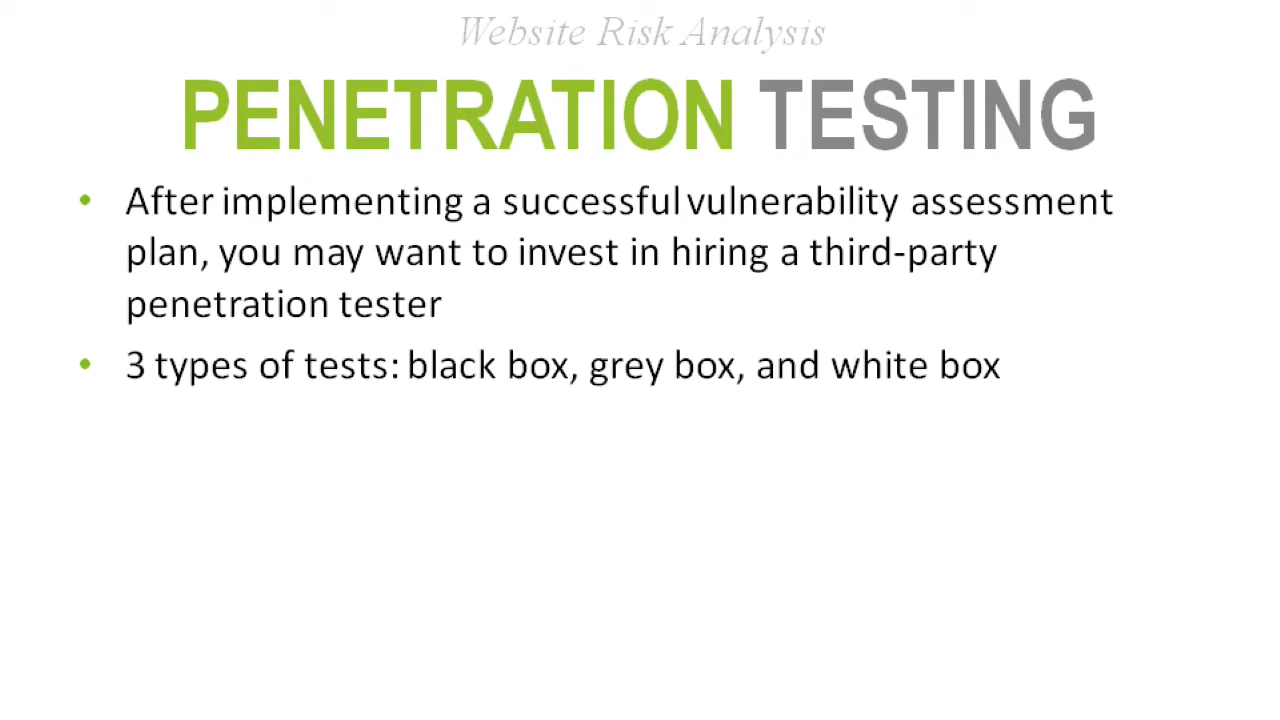 Website Risk Analysis
PENETRATION TESTING
• After implementing a successful vulnerability assessment
plan, you may want to invest in hiring a third-party
penetration tester
• 3 types of tests: black box, grey box, and white box